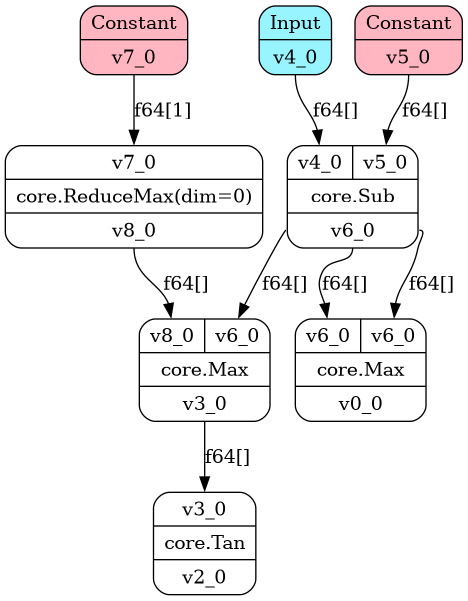 Constant
v7_0
Input
v4_0
Constant
v5_0
f64[1]
f64[]
f64[]
v7_0
core.ReduceMax(dim=0)
v8_0
v4_0 v5_0
core.Sub
v6_0
f64[]
f64[]
f64[]
f64[]
v8_0 v6_0
core.Max
v3_0
v6_0 v6_0
core.Max
v0_0
f64[]
v3_0
core.Tan
v2_0